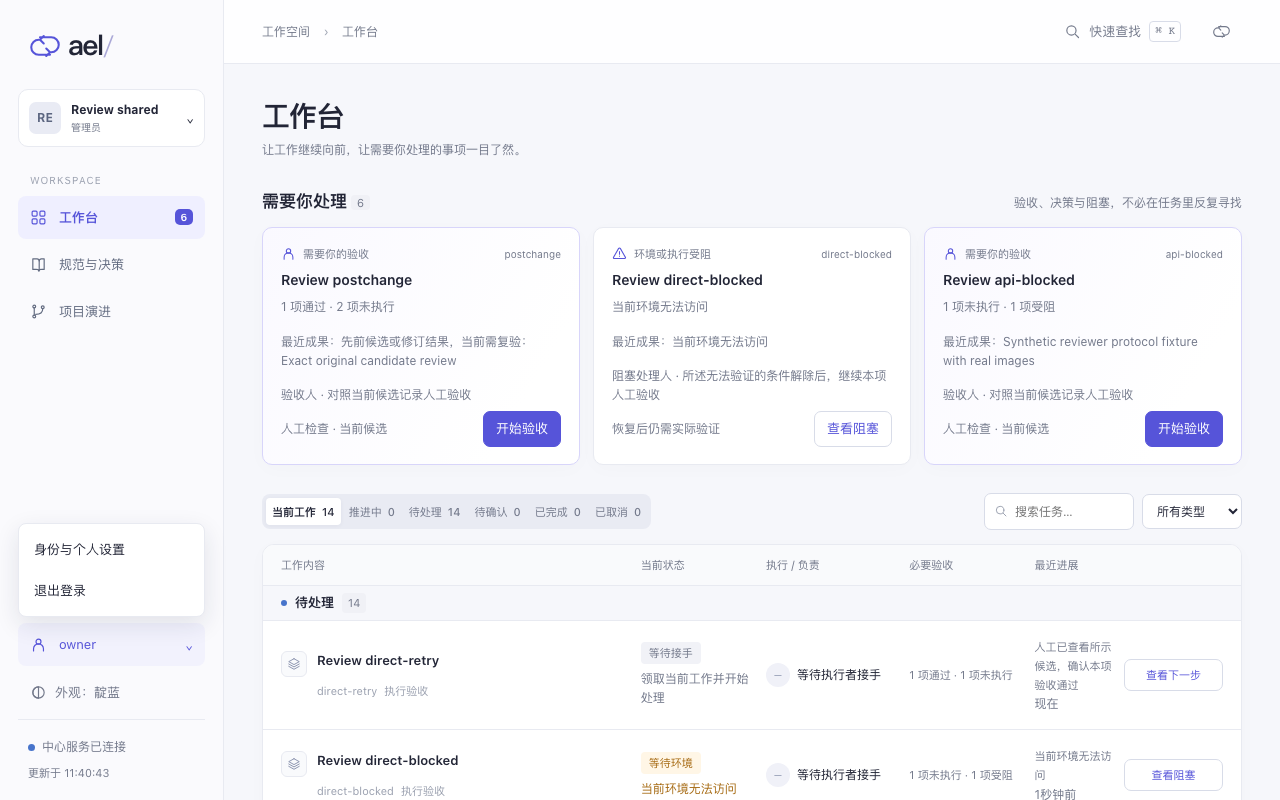 ael/
RE
Review shared
管理员
WORKSPACE
工作台
6
规范与决策
项目演进
身份与个人设置
退出登录
owner
外观：靛蓝
中心服务已连接
更新于 11:40:43
工作空间 › 工作台
快速查找 ⌘ K
工作台
让工作继续向前，让需要你处理的事项一目了然。
需要你处理 6
验收、决策与阻塞，不必在任务里反复寻找
需要你的验收 postchange
Review postchange
1 项通过 · 2 项未执行
最近成果：先前候选或修订结果，当前需复验：
Exact original candidate review
验收人 · 对照当前候选记录人工验收
人工检查 · 当前候选
开始验收
环境或执行受阻 direct-blocked
Review direct-blocked
当前环境无法访问
最近成果：当前环境无法访问
阻塞处理人 · 所述无法验证的条件解除后，继续本项
人工验收
恢复后仍需实际验证
查看阻塞
需要你的验收 api-blocked
Review api-blocked
1 项未执行 · 1 项受阻
最近成果：Synthetic reviewer protocol fixture
with real images
验收人 · 对照当前候选记录人工验收
人工检查 · 当前候选
开始验收
当前工作 14 推进中 0 待处理 14 待确认 0 已完成 0 已取消 0
搜索任务...
所有类型
工作内容 当前状态 执行 / 负责 必要验收 最近进展
待处理 14
Review direct-retry
direct-retry 执行验收
等待接手
领取当前工作并开始
处理
– 等待执行者接手
1 项通过 · 1 项未执行
人工已查看所示
候选，确认本项
验收通过
现在
查看下一步
Review direct-blocked
direct-blocked 执行验收
等待环境
当前环境无法访问
– 等待执行者接手
1 项未执行 · 1 项受阻
当前环境无法访
问
1秒钟前
查看阻塞